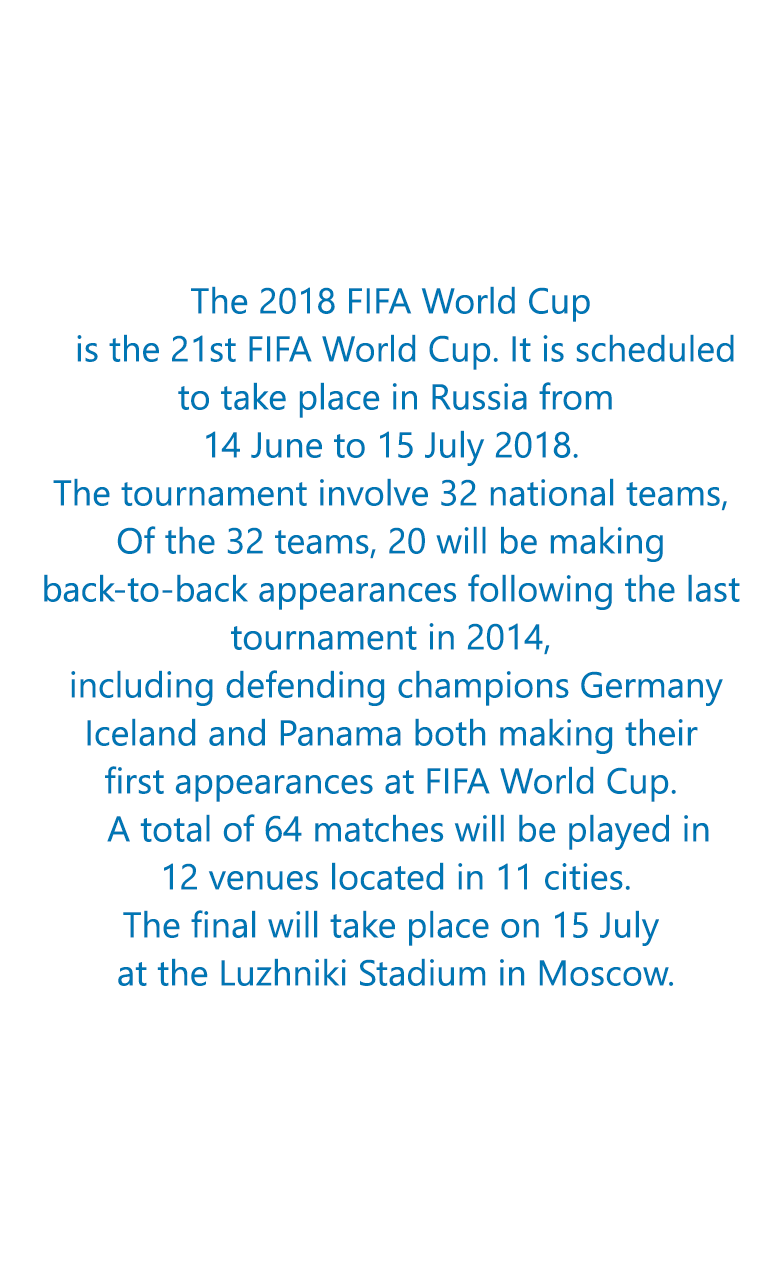 The 2018 FIFA World Cup
is the 21st FIFA World Cup. It is scheduled
to take place in Russia from
14 June to 15 July 2018.
The tournament involve 32 national teams,
Of the 32 teams, 20 will be making
back-to-back appearances following the last
tournament in 2014,
including defending champions Germany
Iceland and Panama both making their
first appearances at FIFA World Cup.
A total of 64 matches will be played in
12 venues located in 11 cities.
The final will take place on 15 July
at the Luzhniki Stadium in Moscow.